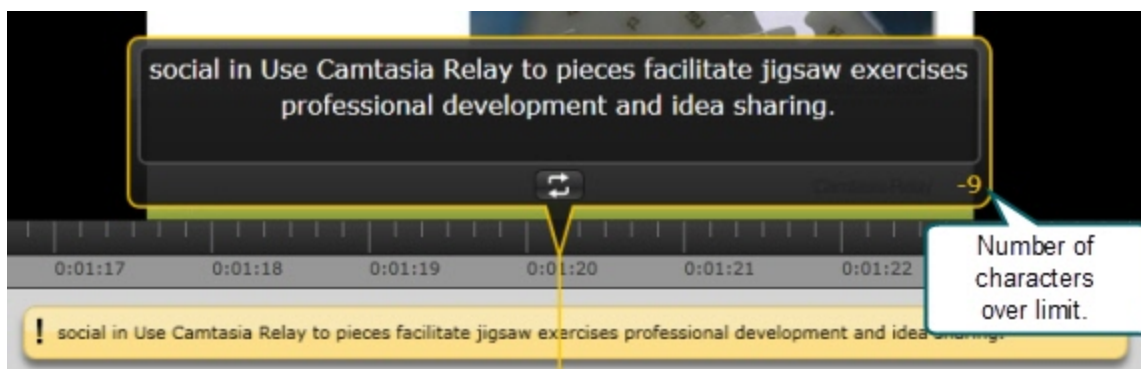 social in Use Camtasia Relay to pieces facilitate jigsaw exercises
professional development and idea sharing.
-9
Number of
characters
over limit.
0:01:17 0:01:18 0:01:19 0:01:20 0:01:21 0:01:22
! social in Use Camtasia Relay to pieces facilitate jigsaw exercises professional development and idea sharing.